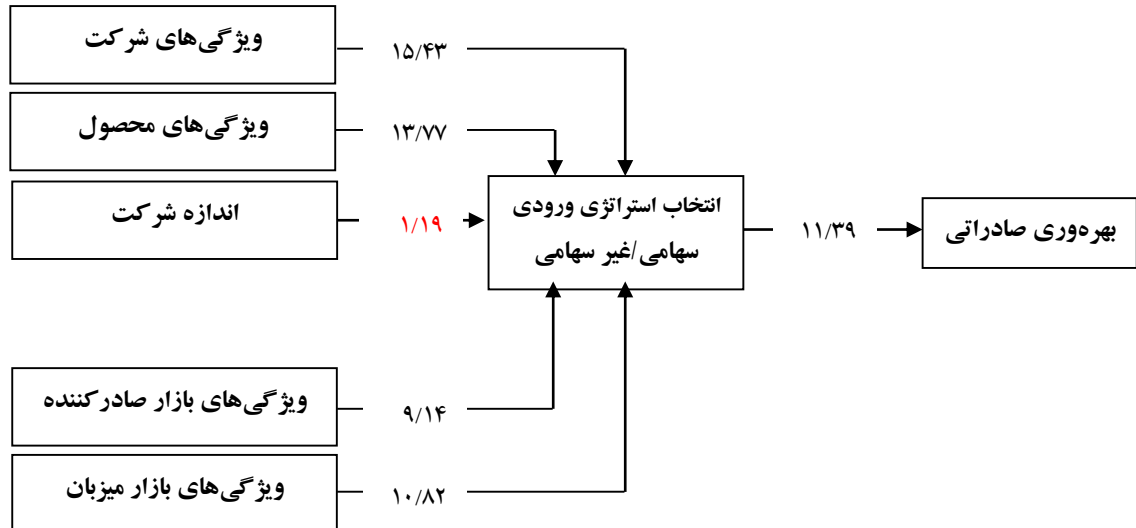 ویژگی‌های شرکت
۱۵/۴۳
ویژگی‌های محصول
۱۳/۷۷
اندازه شرکت
۱/۱۹
انتخاب استراتژی ورودی
سهامی/غیر سهامی
۱۱/۳۹
بهره‌وری صادراتی
ویژگی‌های بازار صادرکننده
۹/۱۴
ویژگی‌های بازار میزبان
۱۰/۸۲